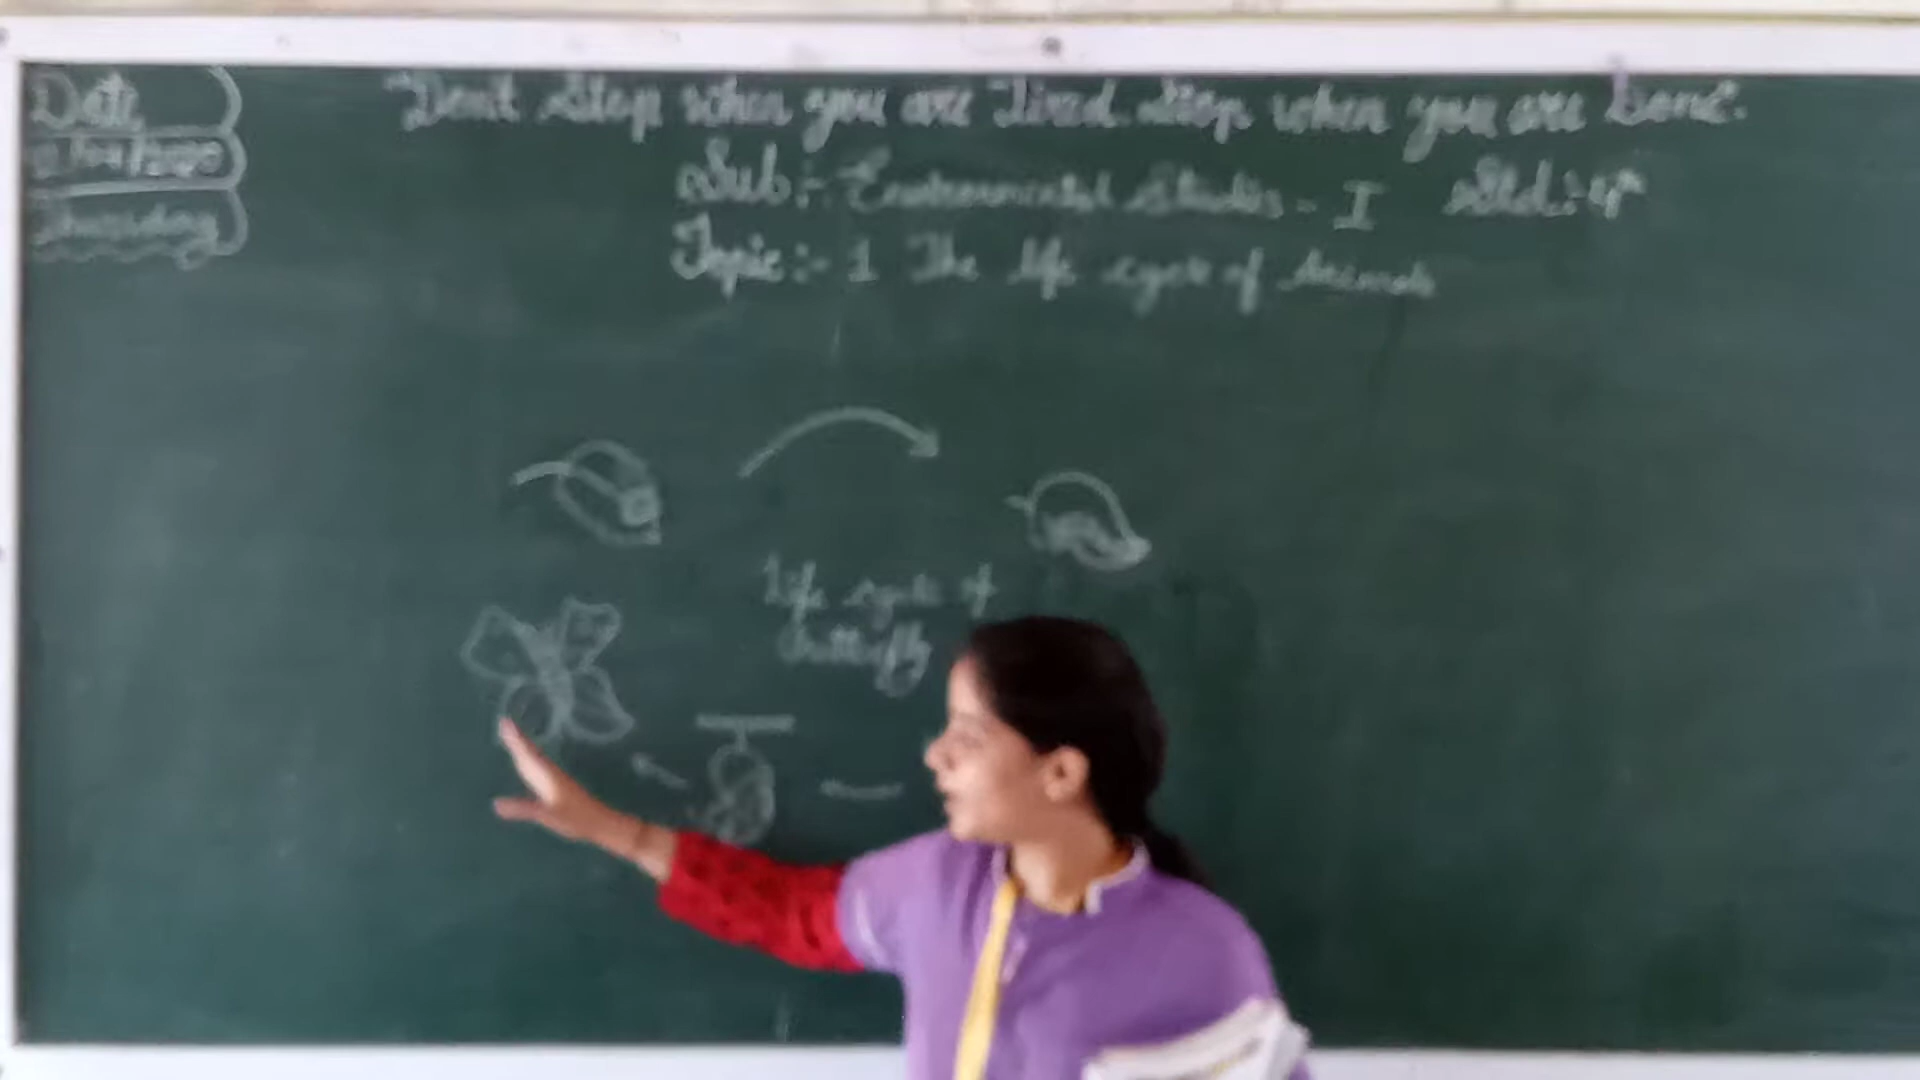 Date
"Don't Stop when you are Tired. Stop when you are Done".
Sub :- Environmental Studies - I Std :- 4th
Topic :- 1 The life cycle of Animals
Life cycle of
Butterfly